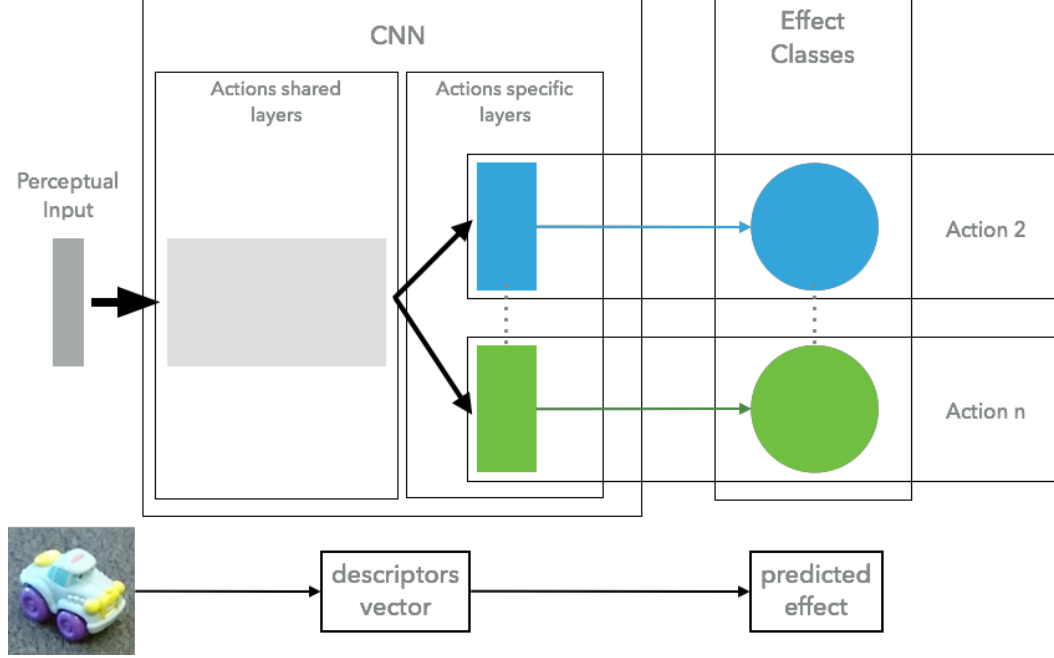 CNN
Effect
Classes
Actions shared
layers
Actions specific
layers
Perceptual
Input
Action 2
Action n
descriptors
vector
predicted
effect